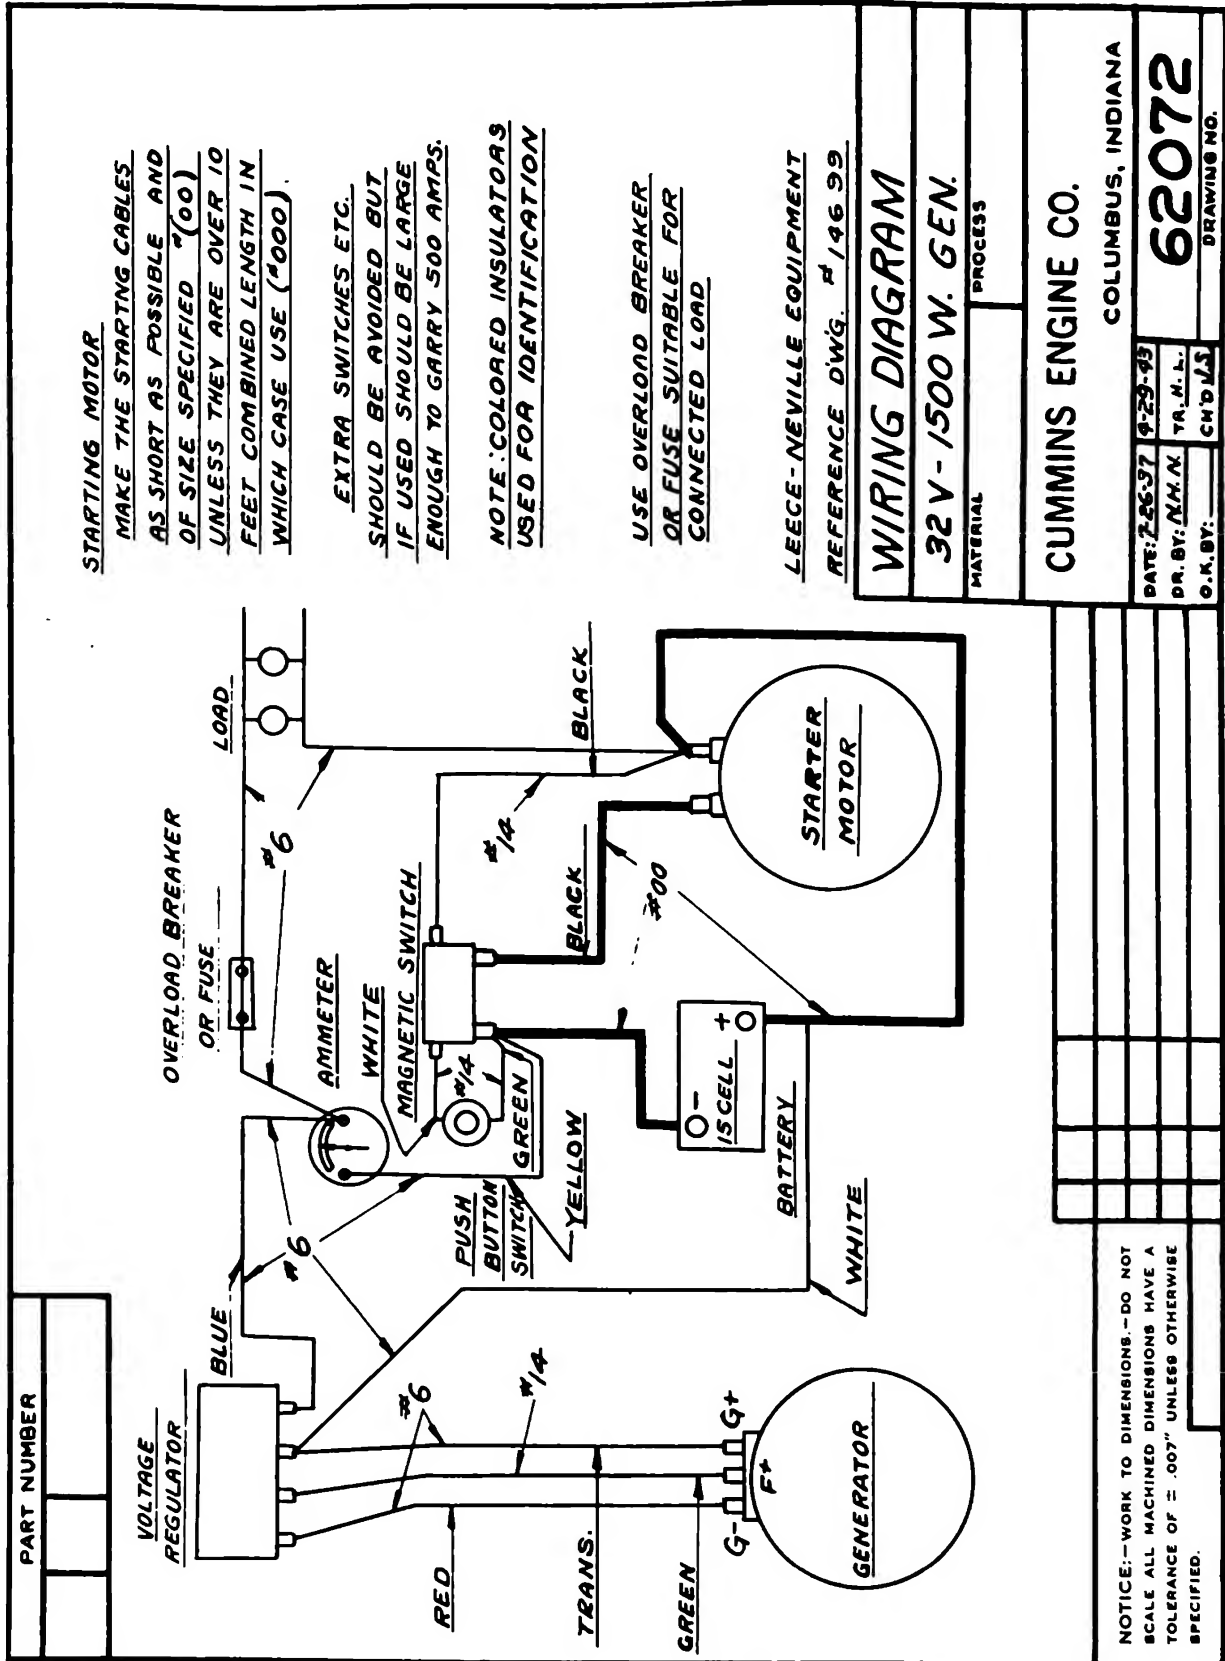 PART NUMBER
VOLTAGE
REGULATOR
BLUE
#6
OVERLOAD BREAKER
OR FUSE
AMMETER
WHITE
MAGNETIC SWITCH
#6
LOAD
#14
PUSH
BUTTON
SWITCH
GREEN
YELLOW
#14
BLACK
BLACK
#00
- +
15 CELL
BATTERY
WHITE
STARTER
MOTOR
#6
#14
RED
TRANS.
GREEN
G- F+ G+
GENERATOR
STARTING MOTOR
MAKE THE STARTNG CABLES
AS SHORT AS POSSIBLE AND
OF SIZE SPECIFIED #(00)
UNLESS THEY ARE OVER 10
FEET COMBINED LENGTH IN
WHICH CASE USE (#000)
EXTRA SWITCHES ETC.
SHOULD BE AVOIDED BUT
IF USED SHOULD BE LARGE
ENOUGH TO GARRY 500 AMPS.
NOTE: COLORED INSULATORS
USED FOR IDENTIFICATION
USE OVERLOAD BREAKER
OR FUSE SUITABLE FOR
CONNECTED LOAD
LEECE-NEVILLE EQUIPMENT
REFERENCE DW'G. # 14699
WIRING DIAGRAM
32 V - 1500 W. GEN.
MATERIAL
PROCESS
CUMMINS ENGINE CO.
COLUMBUS, INDIANA
DATE: 7-26-37 4-29-43
DR. BY: N.H.N. TR. H. L.
O.K. BY: CH'D
62072
DRAWING NO.
NOTICE:—WORK TO DIMENSIONS.—DO NOT
SCALE ALL MACHINED DIMENSIONS HAVE A
TOLERANCE OF ± .007" UNLESS OTHERWISE
SPECIFIED.